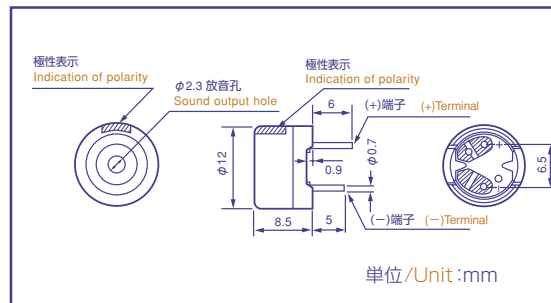 極性表示
Indication of polarity
φ2.3 放音孔
Sound output hole
極性表示
Indication of polarity
6
(+)端子 (+)Terminal
φ12
0.9
φ0.7
8.5
5
(−)端子 (−)Terminal
+
-
6.5
単位/Unit:mm